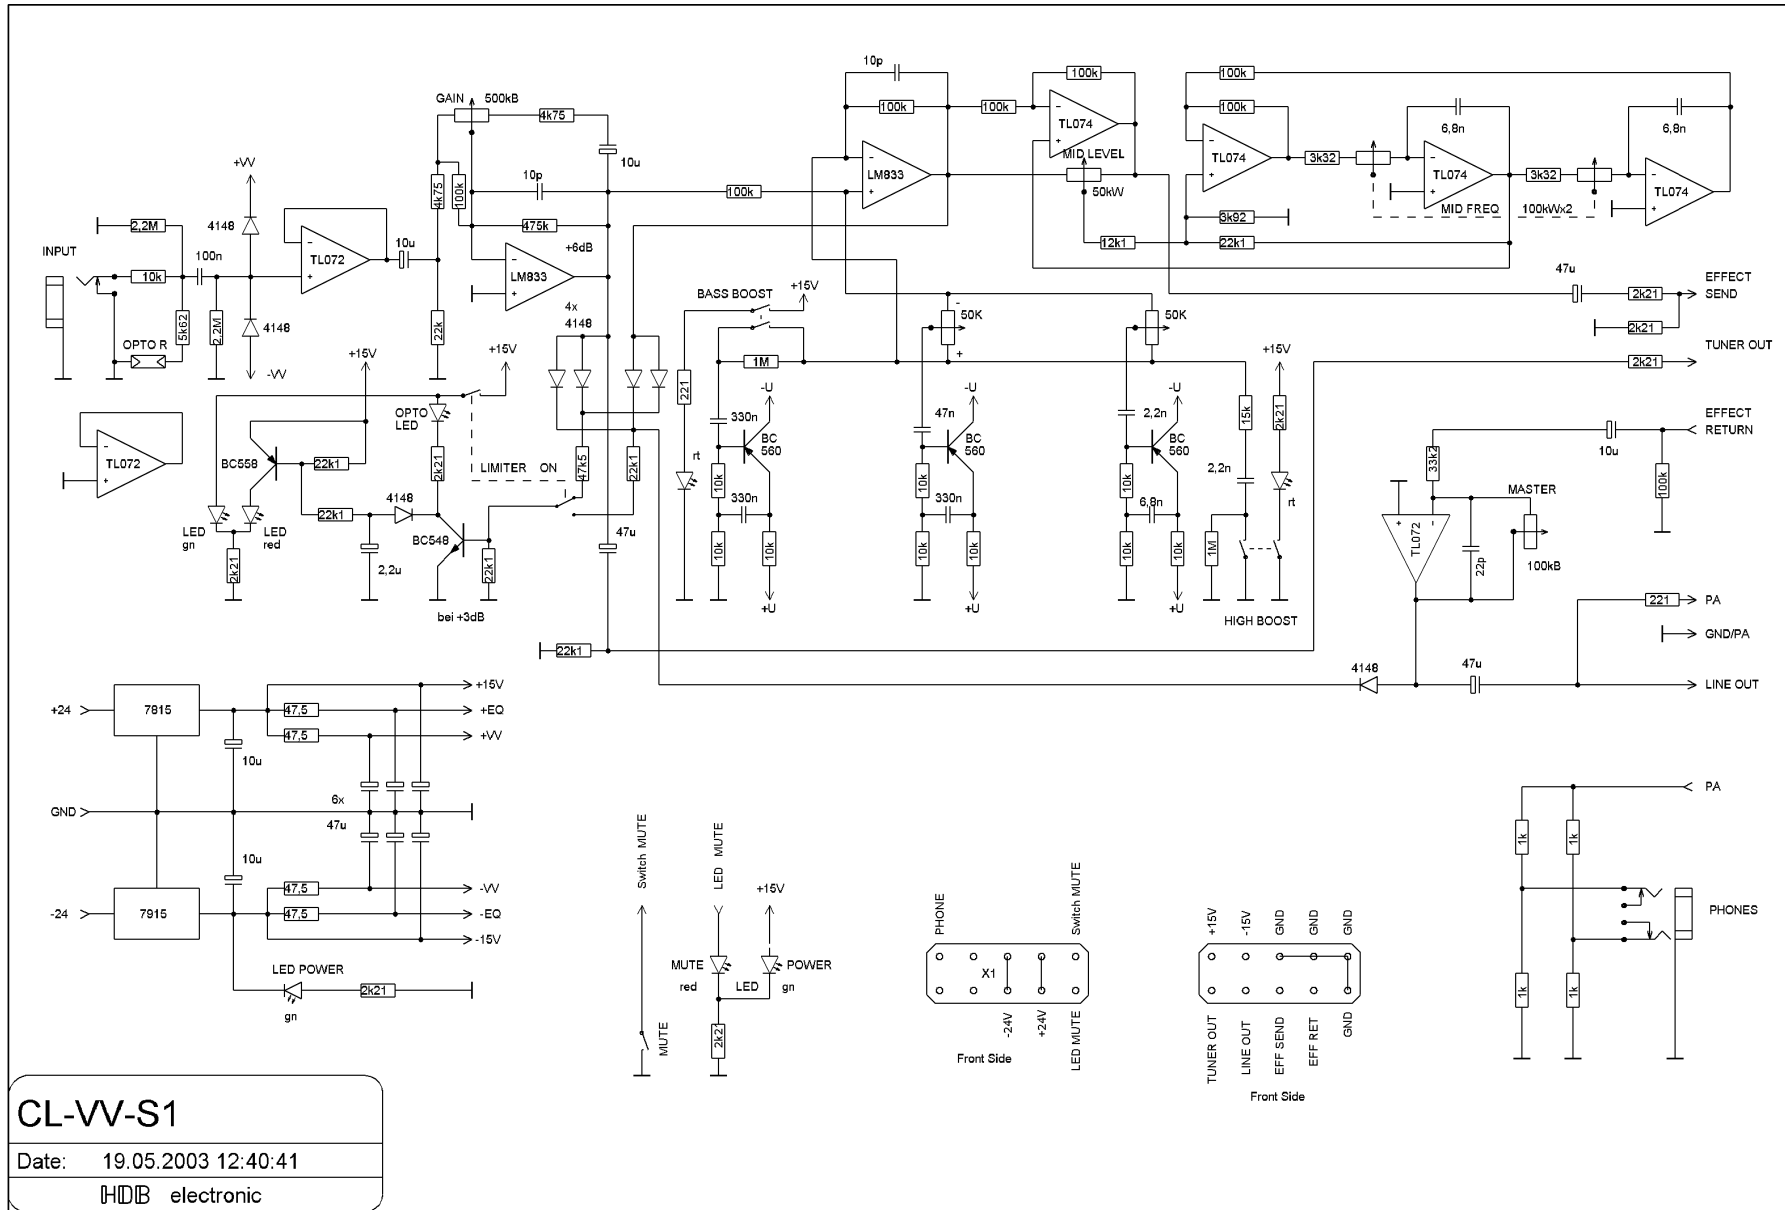 10p
100k
100k
100k
100k
100k
GAIN
500kB
4k75
TL074
TL074
TL074
TL074
6,8n
6,8n
10u
10p
100k
LM833
MID LEVEL
50kW
3k32
3k32
MID FREQ
100kWx2
+VV
4k75
100k
475k
+6dB
LM833
3k92
12k1
22k1
2,2M
4148
INPUT
100n
10k
TL072
10u
5k62
2,2M
4148
-VV
OPTO R
22k
4x
4148
+15V
+15V
BASS BOOST
+15V
50K
-
+
50K
47u
2k21
EFFECT
SEND
2k21
TUNER OUT
2k21
1M
221
+15V
OPTO
LED
TL072
BC558
22k1
22k1
2k21
LIMITER ON
47k5
22k1
4148
BC548
2,2u
22k1
bei +3dB
LED
gn
LED
red
2k21
47u
rt
330n
-U
BC
560
10k
330n
10k
10k
+U
47n
-U
BC
560
10k
330n
10k
10k
+U
2,2n
-U
BC
560
10k
6,8n
10k
10k
+U
15k
2k21
2,2n
rt
1M
HIGH BOOST
EFFECT
RETURN
10u
33k2
100k
MASTER
TL072
22p
100kB
221
PA
GND/PA
22k1
4148
47u
LINE OUT
+24
7815
47,5
47,5
+15V
+EQ
+VV
10u
GND
6x
47u
10u
-24
7915
47,5
47,5
-VV
-EQ
-15V
LED POWER
gn
2k21
Switch MUTE
MUTE
LED MUTE
+15V
MUTE
red
LED
POWER
gn
2k2
PHONE
Switch MUTE
X1
-24V
+24V
LED MUTE
Front Side
+15V
-15V
GND
GND
GND
TUNER OUT
LINE OUT
EFF SEND
EFF RET
GND
Front Side
PA
1k
1k
1k
1k
PHONES
CL-VV-S1
Date: 19.05.2003 12:40:41
HDB electronic